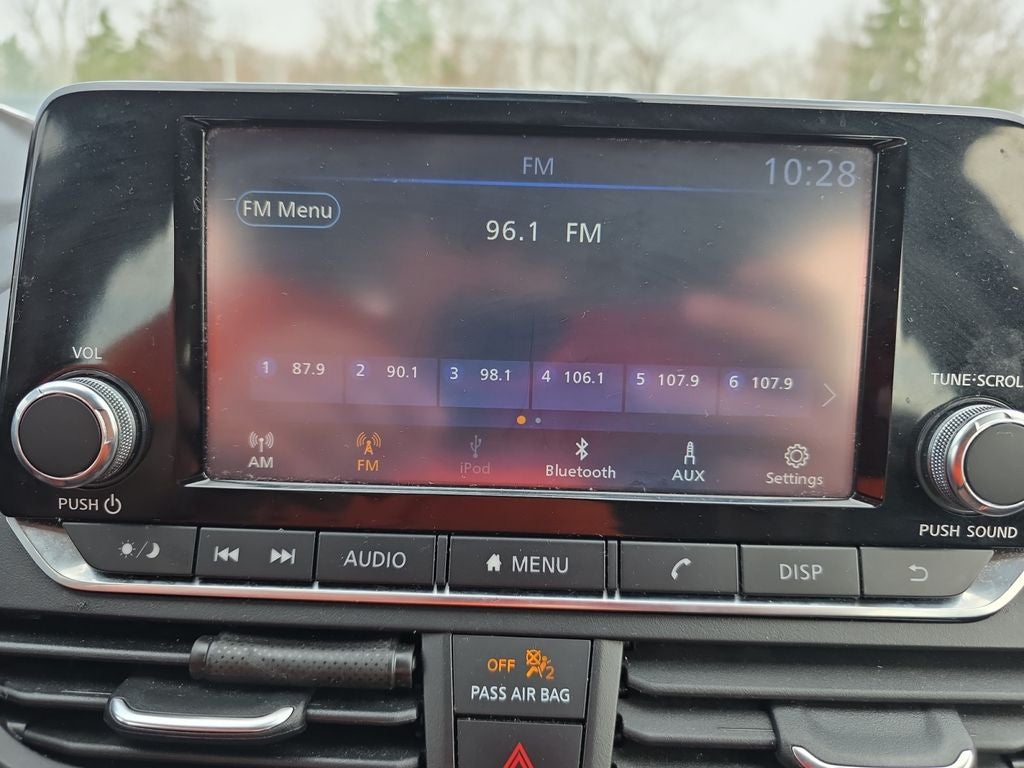 FM
10:28
FM Menu
96.1 FM
1 87.9 2 90.1 3 98.1 4 106.1 5 107.9 6 107.9
AM FM iPod Bluetooth AUX Settings
VOL
PUSH
TUNE·SCROL
PUSH SOUND
AUDIO MENU DISP
OFF 2
PASS AIR BAG